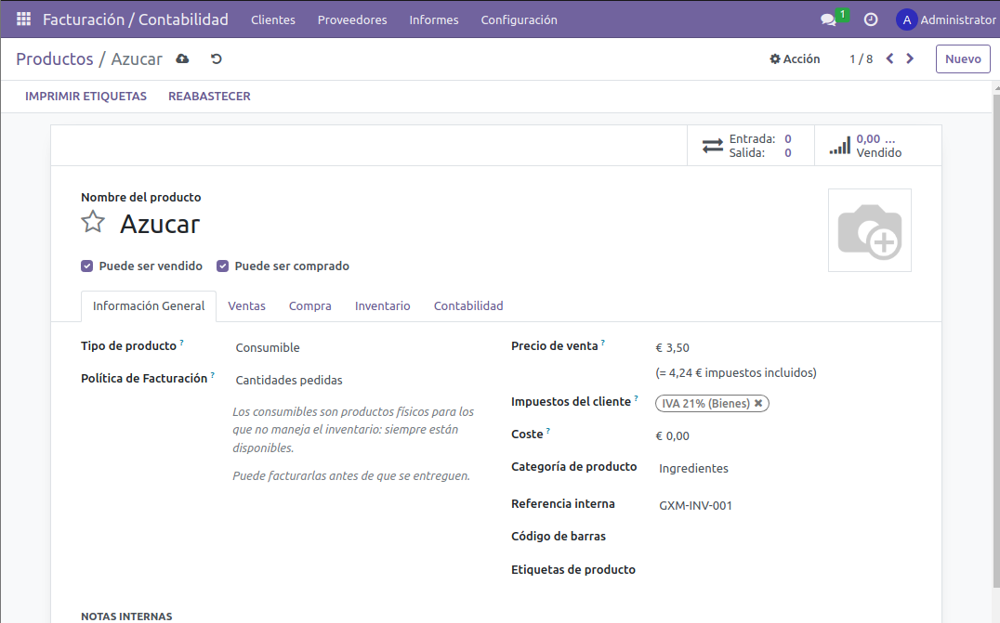 Facturación / Contabilidad Clientes Proveedores Informes Configuración 1 A Administrator
Productos / Azucar Acción 1 / 8 Nuevo
IMPRIMIR ETIQUETAS REABASTECER
Entrada: 0
Salida: 0
0,00 ...
Vendido
Nombre del producto
Azucar
Puede ser vendido Puede ser comprado
Información General Ventas Compra Inventario Contabilidad
Tipo de producto ? Consumible
Política de Facturación ? Cantidades pedidas
Los consumibles son productos físicos para los
que no maneja el inventario: siempre están
disponibles.
Puede facturarlas antes de que se entreguen.
Precio de venta ? € 3,50
(= 4,24 € impuestos incluidos)
Impuestos del cliente ? IVA 21% (Bienes) ✖
Coste ? € 0,00
Categoría de producto Ingredientes
Referencia interna GXM-INV-001
Código de barras
Etiquetas de producto
NOTAS INTERNAS